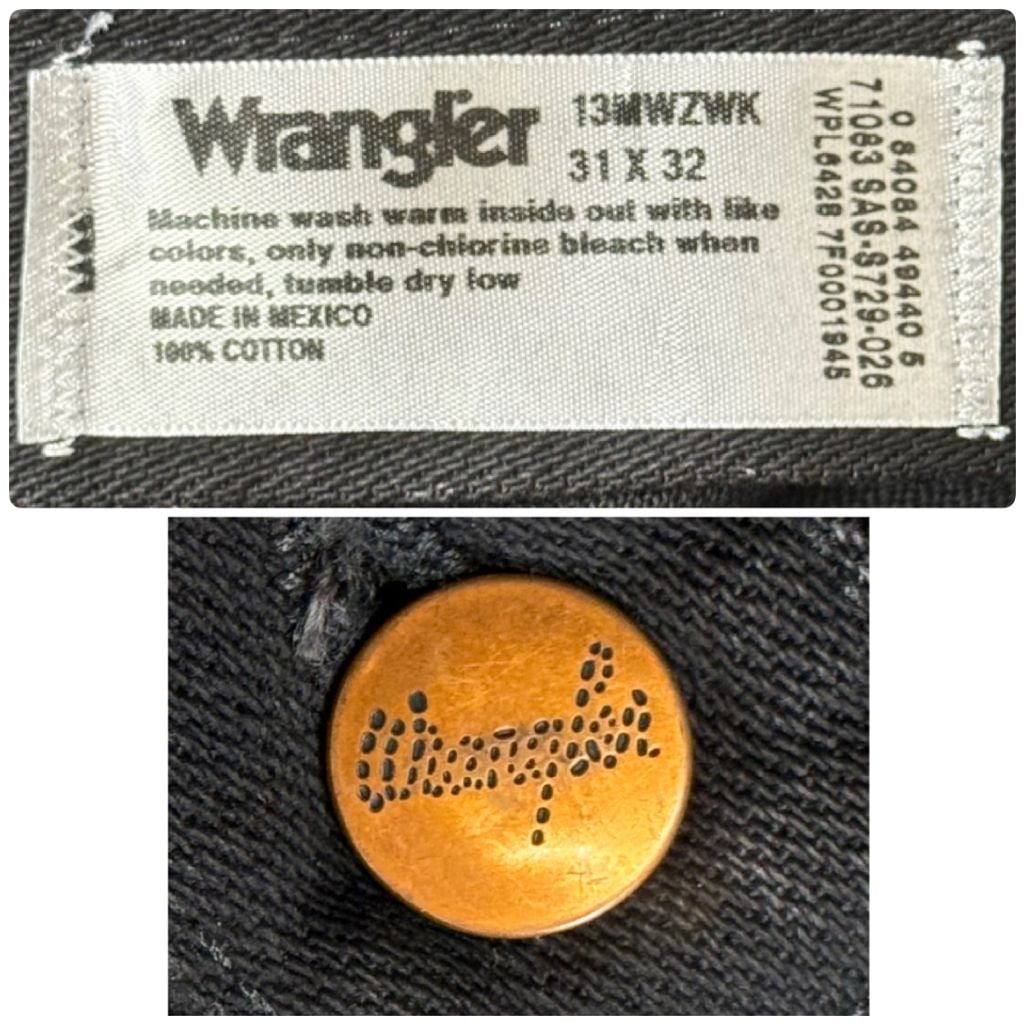 Wrangler
13MWZWK
31 X 32
Machine wash warm inside out with like
colors, only non-chlorine bleach when
needed, tumble dry low
MADE IN MEXICO
100% COTTON
0 84084 49440 5
71083 SAS-S729-026
WPL6428 7F0001945
Wrangler